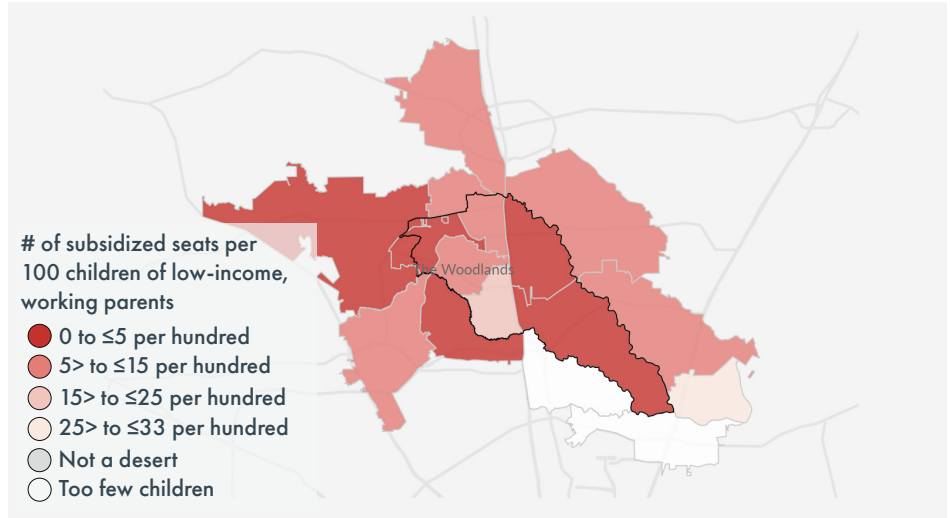 # of subsidized seats per
100 children of low-income,
working parents
0 to ≤5 per hundred
5> to ≤15 per hundred
15> to ≤25 per hundred
25> to ≤33 per hundred
Not a desert
Too few children
The Woodlands